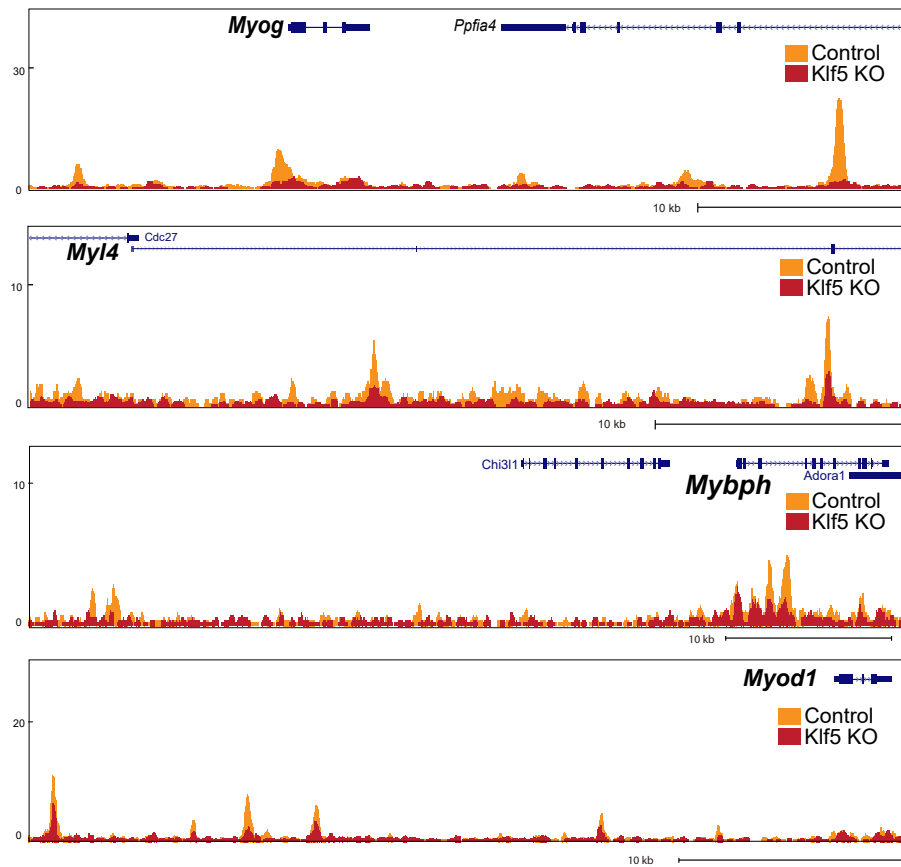 Myog Ppfia4
Control
30
Klf5 KO
0
10 kb
Cdc27
Myl4
Control
10
Klf5 KO
0
10 kb
Chi3l1
Mybph Adora1
10
Control
Klf5 KO
0
10 kb
Myod1
Control
20
Klf5 KO
0
10 kb